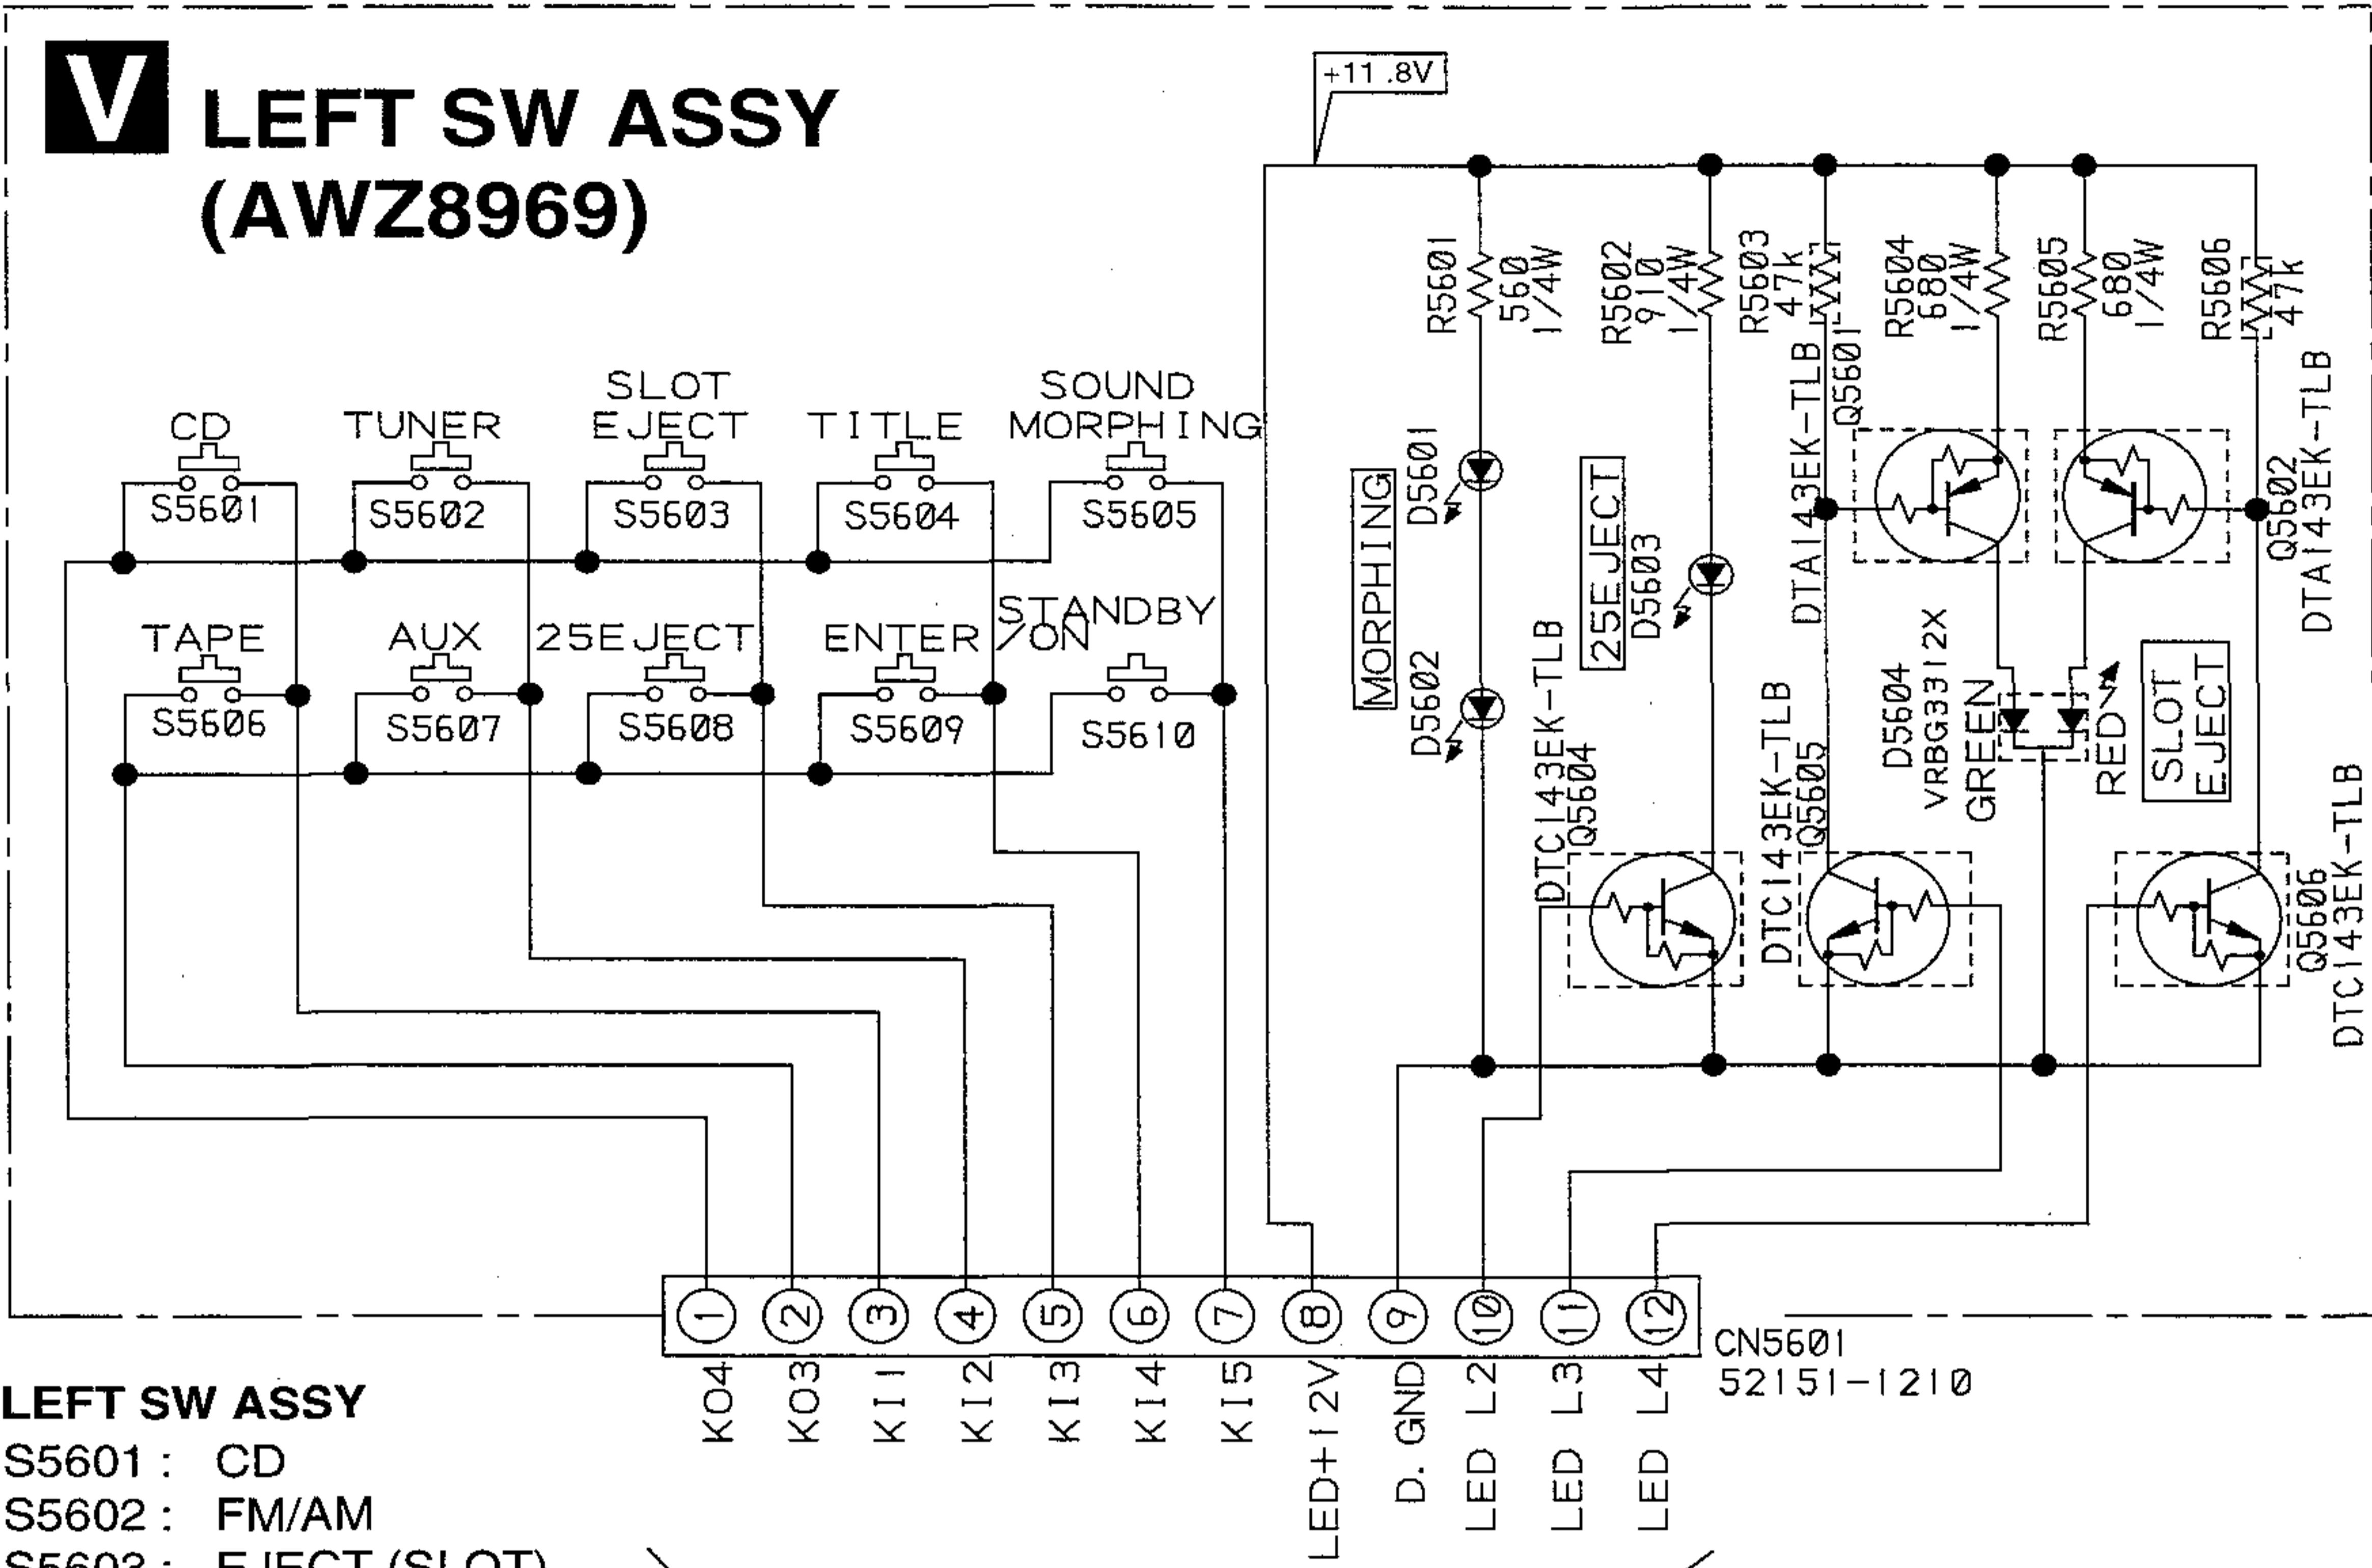 V LEFT SW ASSY
(AWZ8969)
+11.8V
R5601
560
1/4W
R5602
910
1/4W
R5603
47k
Q5601
DTA143EK-TLB
R5604
680
1/4W
R5605
680
1/4W
R5606
47k
Q5602
DTA143EK-TLB
CD
S5601
TUNER
S5602
SLOT
EJECT
S5603
TITLE
S5604
SOUND
MORPHING
S5605
TAPE
S5606
AUX
S5607
25EJECT
S5608
ENTER
S5609
STANDBY
/ON
S5610
MORPHING
D5601
D5602
25EJECT
D5603
DTC143EK-TLB
Q5604
DTC143EK-TLB
Q5605
D5604
VRBG3312X
GREEN
RED
SLOT
EJECT
Q5606
DTC143EK-TLB
1
2
3
4
5
6
7
8
9
10
11
12
CN5601
52151-1210
KO4
KO3
KI1
KI2
KI3
KI4
KI5
LED+12V
D. GND
LED L2
LED L3
LED L4
LEFT SW ASSY
S5601 : CD
S5602 : FM/AM
S5603 : EJECT (SLOT)